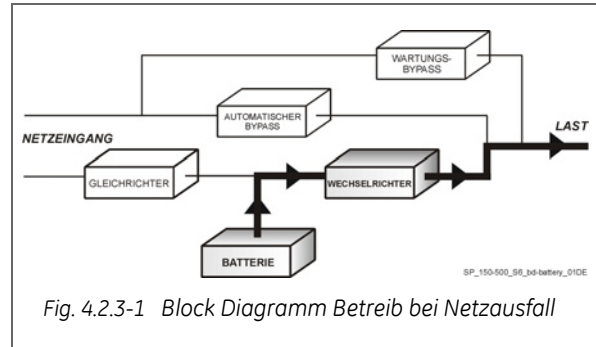 WARTUNGS-
BYPASS
AUTOMATISCHER
BYPASS
NETZEINGANG
LAST
GLEICHRICHTER
WECHSELRICHTER
BATTERIE
SP_150-500_S6_bd-battery_01DE
Fig. 4.2.3-1 Block Diagramm Betreib bei Netzausfall